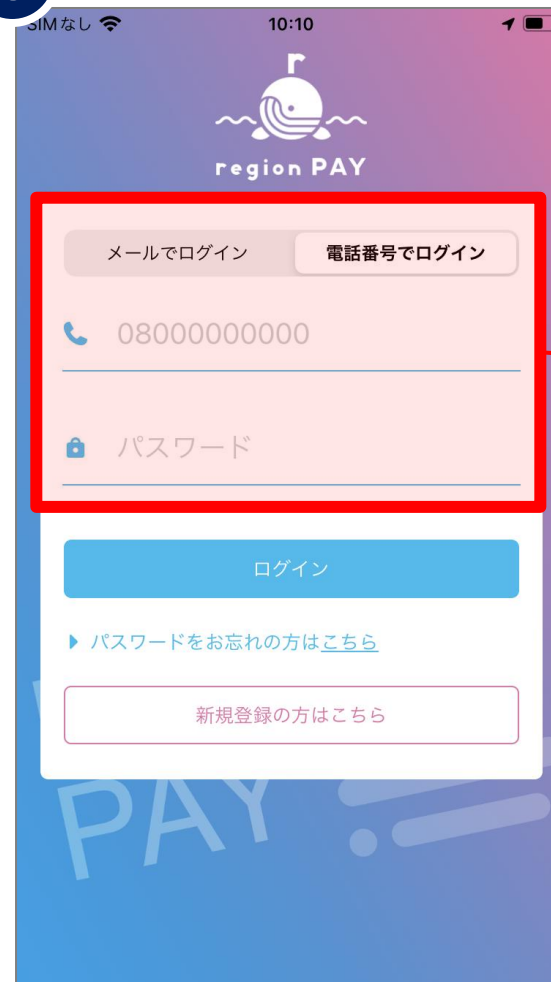 SIMなし
10:10
region PAY
メールでログイン
電話番号でログイン
08000000000
パスワード
ログイン
パスワードをお忘れの方はこちら
新規登録の方はこちら
PAY